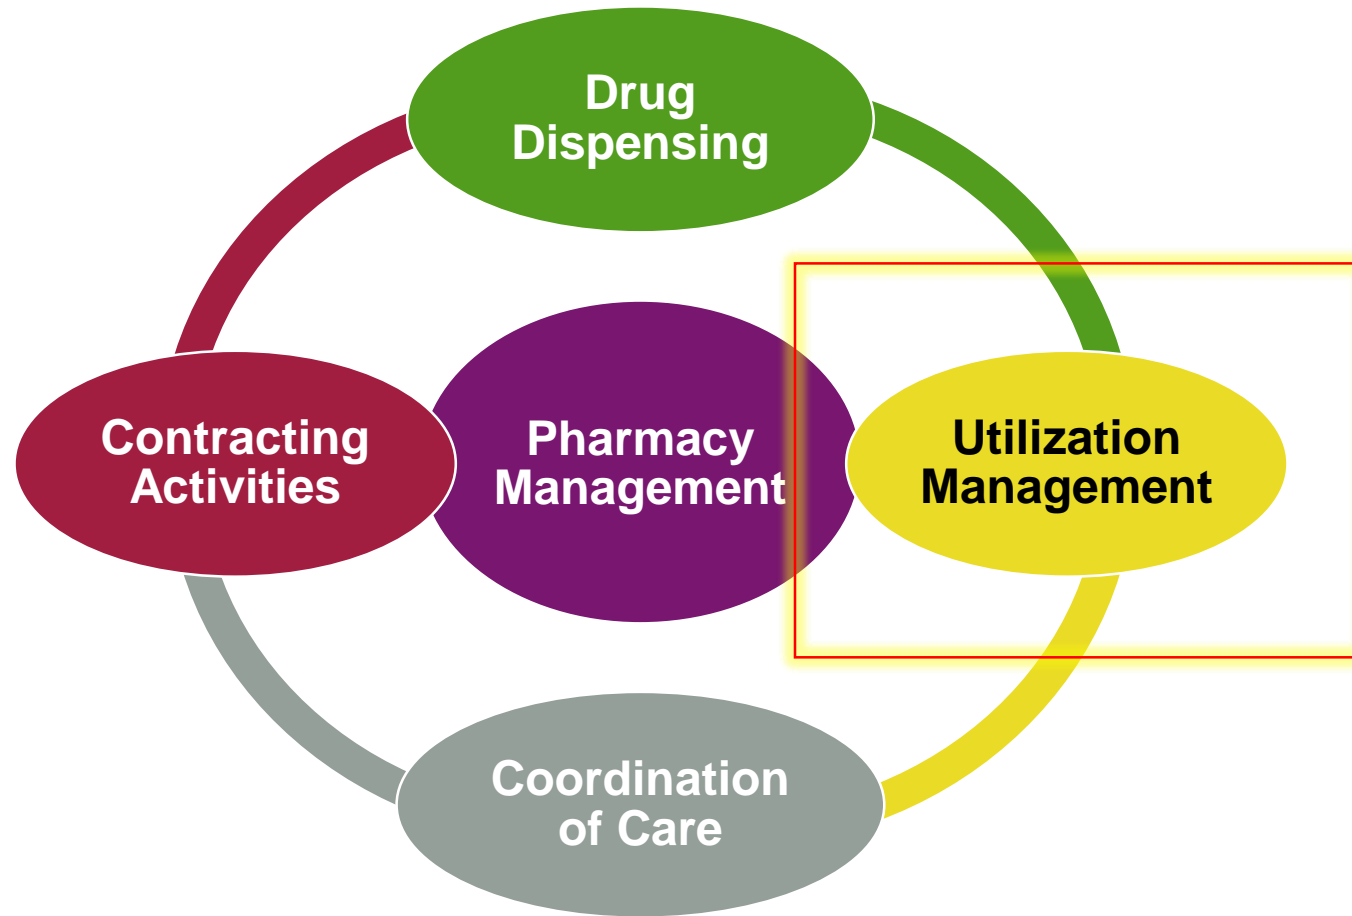 Drug
Dispensing
Contracting
Activities
Pharmacy
Management
Utilization
Management
Coordination
of Care